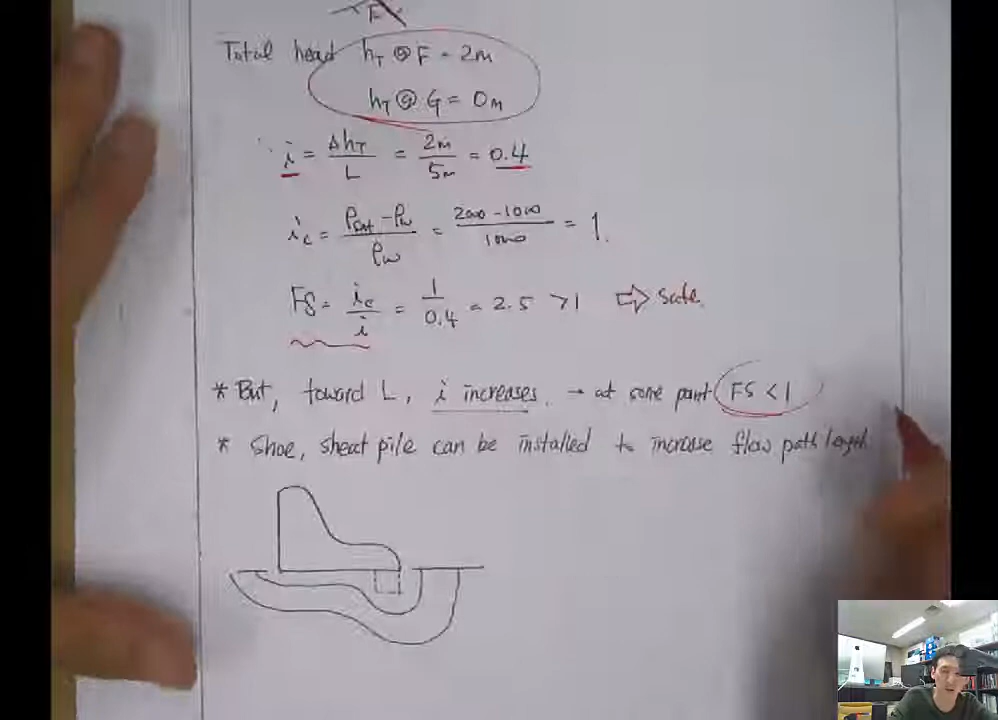 F
Total head h_T @ F = 2m
h_T @ G = 0m
∴ i = Δh_T / L = 2m / 5m = 0.4
i_c = (ρ_sat - ρ_w) / ρ_w = (2000 - 1000) / 1000 = 1.
FS = i_c / i = 1 / 0.4 = 2.5 > 1 ⇒ safe.
* But, toward L, i increases. → at some part FS < 1
* Shoe, sheat pile can be installed to increase flow path length